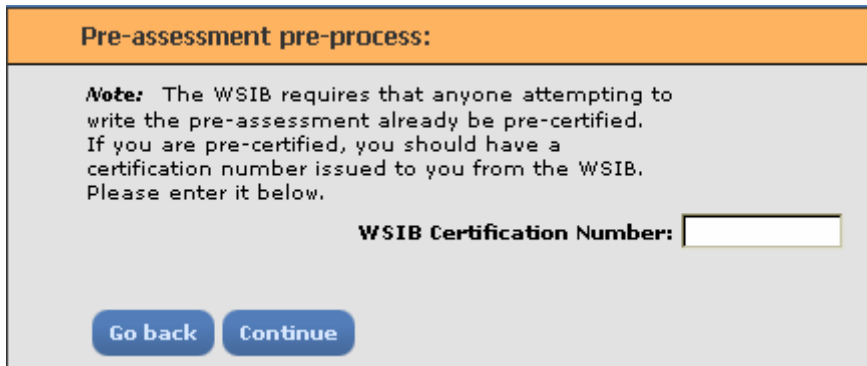 Pre-assessment pre-process:
Note: The WSIB requires that anyone attempting to
write the pre-assessment already be pre-certified.
If you are pre-certified, you should have a
certification number issued to you from the WSIB.
Please enter it below.
WSIB Certification Number:
Go back Continue